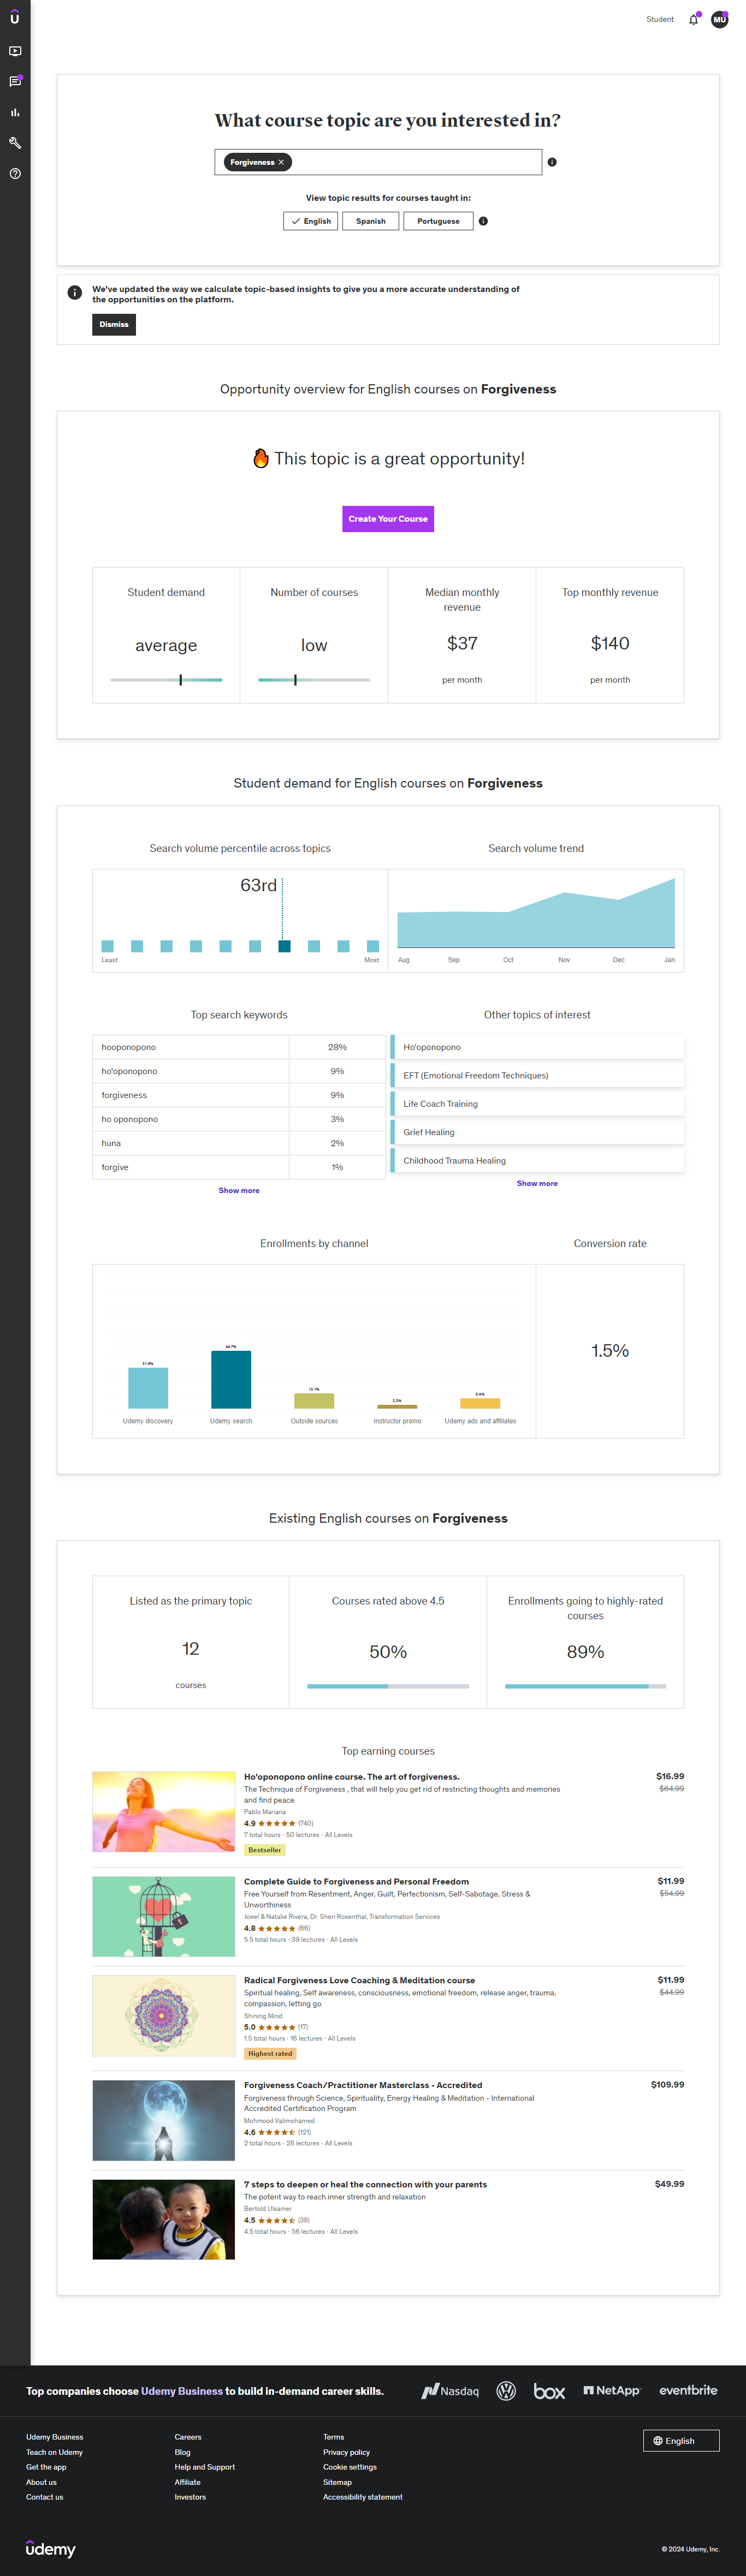 Student
MU
What course topic are you interested in?
Forgiveness
View topic results for courses taught in:
English
Spanish
Portuguese
We've updated the way we calculate topic-based insights to give you a more accurate understanding of
the opportunities on the platform.
Dismiss
Opportunity overview for English courses on Forgiveness
🔥 This topic is a great opportunity!
Create Your Course
Student demand
average
Number of courses
low
Median monthly
revenue
$37
per month
Top monthly revenue
$140
per month
Student demand for English courses on Forgiveness
Search volume percentile across topics
63rd
Least
Most
Search volume trend
Aug Sep Oct Nov Dec Jan
Top search keywords
hooponopono 28%
ho'oponopono 9%
forgiveness 9%
ho oponopono 3%
huna 2%
forgive 1%
Show more
Other topics of interest
Ho'oponopono
EFT (Emotional Freedom Techniques)
Life Coach Training
Grief Healing
Childhood Trauma Healing
Show more
Enrollments by channel
44.7%
12.1%
Udemy discovery
Udemy search
Outside sources
Instructor promo
Udemy ads and affiliates
Conversion rate
1.5%
Existing English courses on Forgiveness
Listed as the primary topic
12
courses
Courses rated above 4.5
50%
Enrollments going to highly-rated
courses
89%
Top earning courses
Ho'oponopono online course. The art of forgiveness.
$16.99
The Technique of Forgiveness , that will help you get rid of restricting thoughts and memories
and find peace
$64.99
Pablo Mariana
4.9 (740)
7 total hours · 50 lectures · All Levels
Bestseller
Complete Guide to Forgiveness and Personal Freedom
$11.99
Free Yourself from Resentment, Anger, Guilt, Perfectionism, Self-Sabotage, Stress &
Unworthiness
$54.99
Joeel & Natalie Rivera, Dr. Sheri Rosenthal, Transformation Services
4.8 (66)
5.5 total hours · 39 lectures · All Levels
Radical Forgiveness Love Coaching & Meditation course
$11.99
Spiritual healing, Self awareness, consciousness, emotional freedom, release anger, trauma,
compassion, letting go
$44.99
Shining Mind
5.0 (17)
1.5 total hours · 16 lectures · All Levels
Highest rated
Forgiveness Coach/Practitioner Masterclass - Accredited
$109.99
Forgiveness through Science, Spirituality, Energy Healing & Meditation - International
Accredited Certification Program
Mohmood Valimohamed
4.6 (121)
2 total hours · 28 lectures · All Levels
7 steps to deepen or heal the connection with your parents
$49.99
The potent way to reach inner strength and relaxation
Bertold Ulsamer
4.5 (38)
4.5 total hours · 56 lectures · All Levels
Top companies choose Udemy Business to build in-demand career skills.
Nasdaq
box
NetApp
eventbrite
Udemy Business
Teach on Udemy
Get the app
About us
Contact us
Careers
Blog
Help and Support
Affiliate
Investors
Terms
Privacy policy
Cookie settings
Sitemap
Accessibility statement
English
udemy
© 2024 Udemy, Inc.